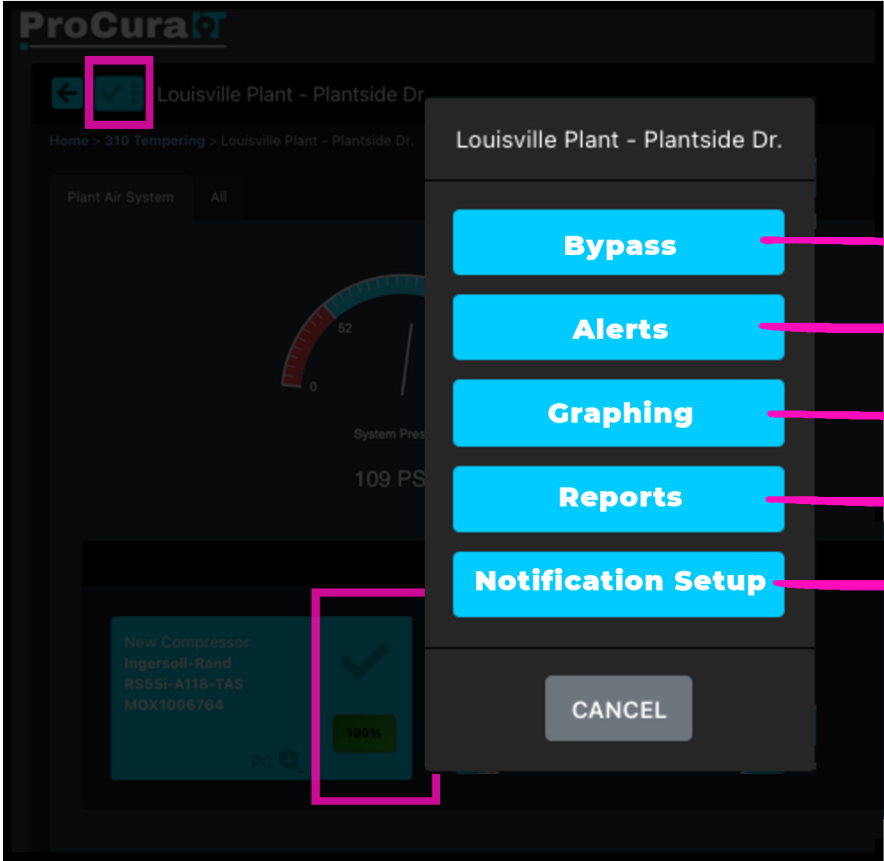 ProCuraIOT
Louisville Plant - Plantside Dr.
Home > 310 Tempering > Louisville Plant - Plantside Dr.
Plant Air System
All
52
0
System Pres
109 PS
New Compressor
Ingersoll-Rand
RS55i-A118-TAS
MOX1006764
100%
PC
Louisville Plant - Plantside Dr.
Bypass
Alerts
Graphing
Reports
Notification Setup
CANCEL